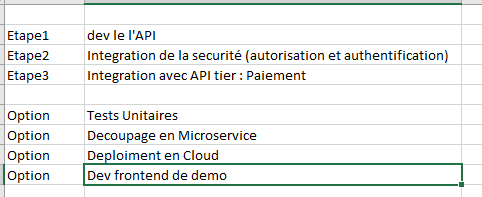 Etape1 dev le l'API
Etape2 Integration de la securité (autorisation et authentification)
Etape3 Integration avec API tier : Paiement
Option Tests Unitaires
Option Decoupage en Microservice
Option Deploiment en Cloud
Option Dev frontend de demo